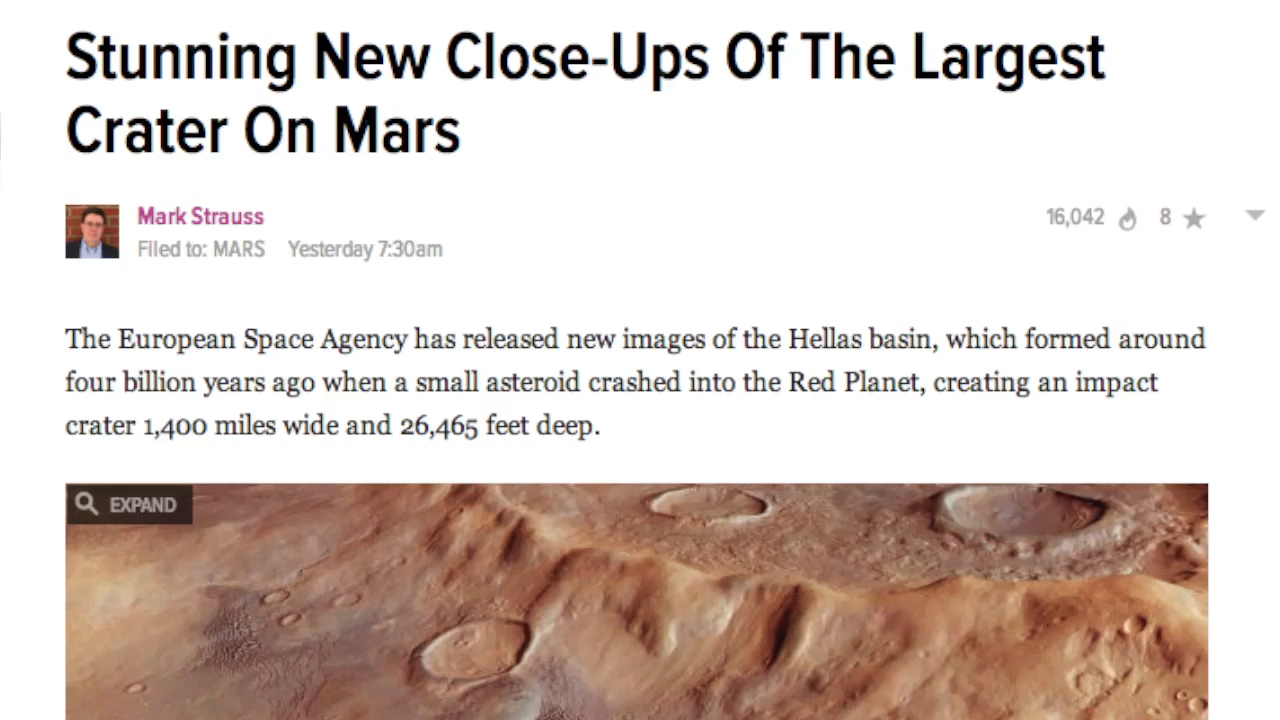 Stunning New Close-Ups Of The Largest
Crater On Mars
Mark Strauss
16,042 8
Filed to: MARS Yesterday 7:30am
The European Space Agency has released new images of the Hellas basin, which formed around
four billion years ago when a small asteroid crashed into the Red Planet, creating an impact
crater 1,400 miles wide and 26,465 feet deep.
EXPAND